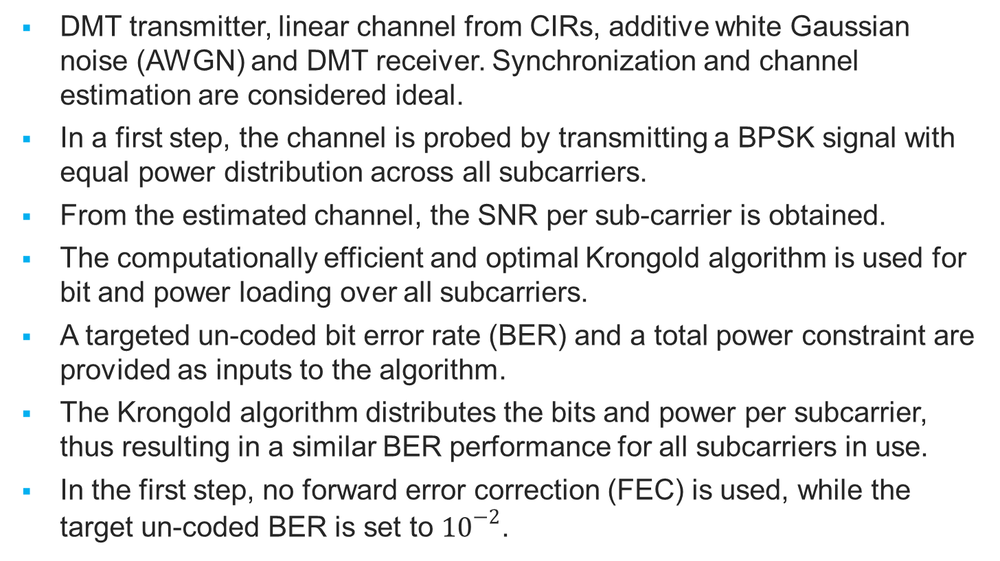 ▪ DMT transmitter, linear channel from CIRs, additive white Gaussian
noise (AWGN) and DMT receiver. Synchronization and channel
estimation are considered ideal.
▪ In a first step, the channel is probed by transmitting a BPSK signal with
equal power distribution across all subcarriers.
▪ From the estimated channel, the SNR per sub-carrier is obtained.
▪ The computationally efficient and optimal Krongold algorithm is used for
bit and power loading over all subcarriers.
▪ A targeted un-coded bit error rate (BER) and a total power constraint are
provided as inputs to the algorithm.
▪ The Krongold algorithm distributes the bits and power per subcarrier,
thus resulting in a similar BER performance for all subcarriers in use.
▪ In the first step, no forward error correction (FEC) is used, while the
target un-coded BER is set to 10⁻².